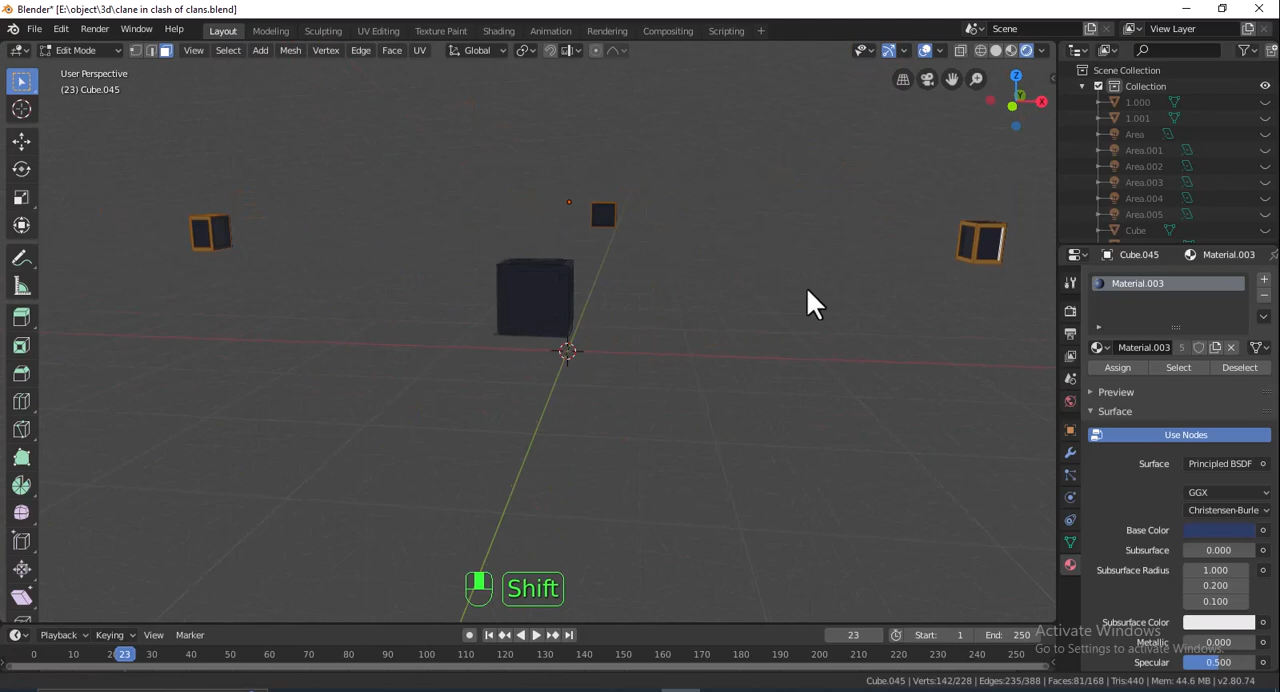 Blender* [E:\object\3d\clane in clash of clans.blend]
File Edit Render Window Help Layout Modeling Sculpting UV Editing Texture Paint Shading Animation Rendering Compositing Scripting + Scene View Layer
Edit Mode View Select Add Mesh Vertex Edge Face UV Global
User Perspective
(23) Cube.045
Z
Y
X
Scene Collection
Collection
1.000
1.001
Area
Area.001
Area.002
Area.003
Area.004
Area.005
Cube
Cube.045 Material.003
Material.003
Material.003 5
Assign Select Deselect
Preview
Surface
Use Nodes
Surface Principled BSDF
GGX
Christensen-Burle
Base Color
Subsurface 0.000
Subsurface Radius 1.000
0.200
0.100
Subsurface Color
Metallic 0.000
Specular 0.500
Shift
Activate Windows
Go to Settings to activate Windows.
Playback Keying View Marker 23 Start: 1 End: 250
0 10 20 23 30 40 50 60 70 80 90 100 110 120 130 140 150 160 170 180 190 200 210 220 230 240 250
Cube.045 | Verts:142/228 | Edges:235/388 | Faces:81/168 | Tris:440 | Mem: 44.6 MB | v2.80.74